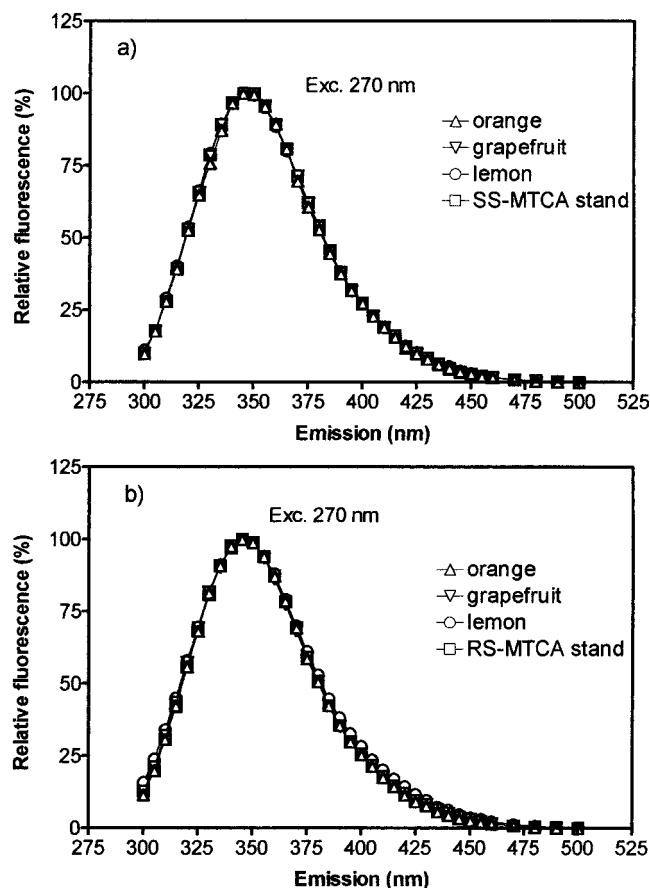 a)
Exc. 270 nm
orange
grapefruit
lemon
SS-MTCA stand
Relative fluorescence (%)
125
100
75
50
25
0
275 300 325 350 375 400 425 450 475 500 525
Emission (nm)
b)
Exc. 270 nm
orange
grapefruit
lemon
RS-MTCA stand
Relative fluorescence (%)
125
100
75
50
25
0
275 300 325 350 375 400 425 450 475 500 525
Emission (nm)